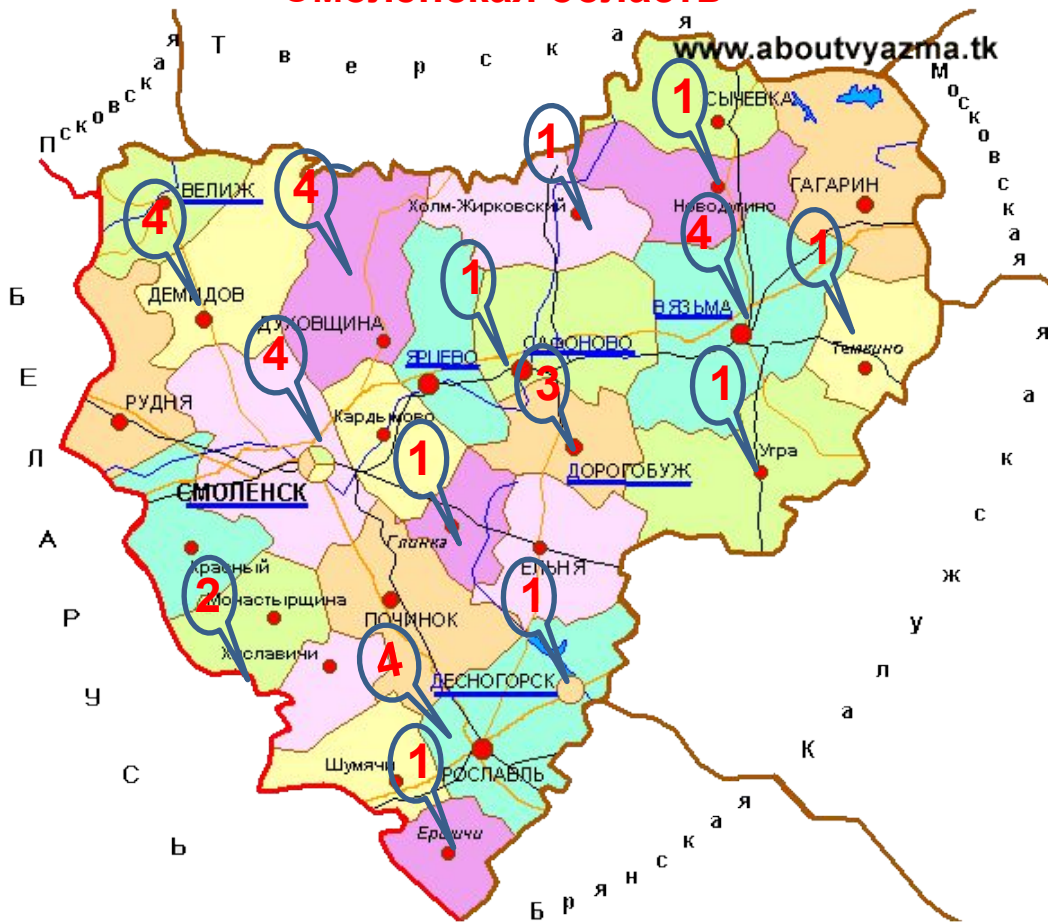 Смоленская область
www.aboutvyazma.tk
Псковская
Тверская
Московская
СЫЧЕВКА
1
1
ВЕЛИЖ
4
4
Холм-Жирковский
Новодугино
ГАГАРИН
4
1
1
ДЕМИДОВ
ДУХОВЩИНА
ВЯЗЬМА
ЯРЦЕВО
САФОНОВО
Темкино
4
3
1
РУДНЯ
Кардымово
Угра
1
ДОРОГОБУЖ
СМОЛЕНСК
Глинка
Красный
ЕЛЬНЯ
2
Монастырщина
ПОЧИНОК
1
Хиславичи
4
ДЕСНОГОРСК
Шумячи
1
РОСЛАВЛЬ
Ершичи
БЕЛАРУСЬ
Калужская
Брянская